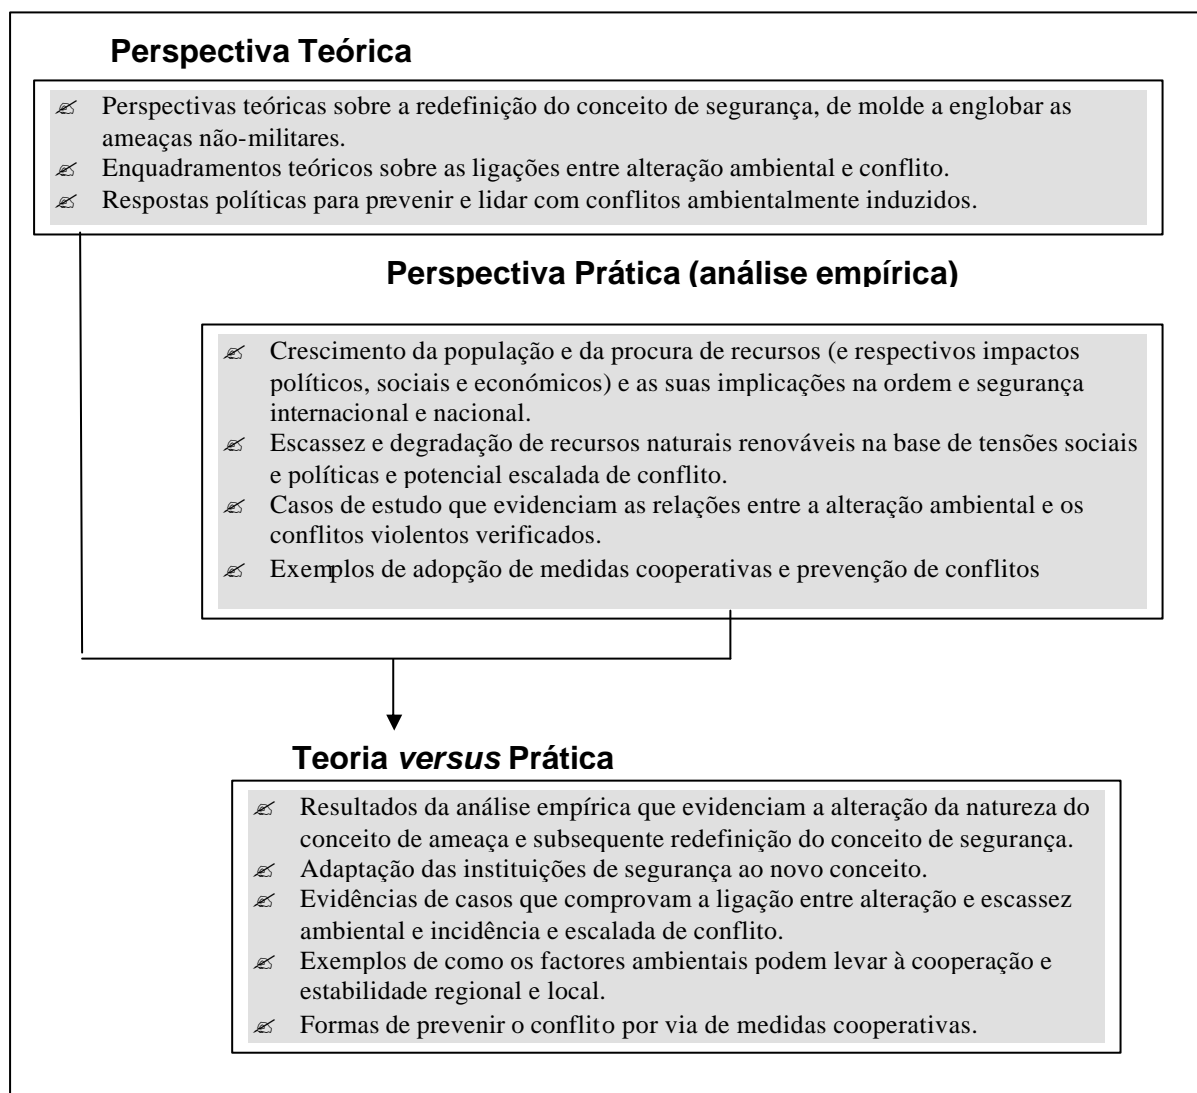 Perspectiva Teórica
✍ Perspectivas teóricas sobre a redefinição do conceito de segurança, de molde a englobar as
ameaças não-militares.
✍ Enquadramentos teóricos sobre as ligações entre alteração ambiental e conflito.
✍ Respostas políticas para prevenir e lidar com conflitos ambientalmente induzidos.
Perspectiva Prática (análise empírica)
✍ Crescimento da população e da procura de recursos (e respectivos impactos
políticos, sociais e económicos) e as suas implicações na ordem e segurança
internacional e nacional.
✍ Escassez e degradação de recursos naturais renováveis na base de tensões sociais
e políticas e potencial escalada de conflito.
✍ Casos de estudo que evidenciam as relações entre a alteração ambiental e os
conflitos violentos verificados.
✍ Exemplos de adopção de medidas cooperativas e prevenção de conflitos
Teoria versus Prática
✍ Resultados da análise empírica que evidenciam a alteração da natureza do
conceito de ameaça e subsequente redefinição do conceito de segurança.
✍ Adaptação das instituições de segurança ao novo conceito.
✍ Evidências de casos que comprovam a ligação entre alteração e escassez
ambiental e incidência e escalada de conflito.
✍ Exemplos de como os factores ambientais podem levar à cooperação e
estabilidade regional e local.
✍ Formas de prevenir o conflito por via de medidas cooperativas.